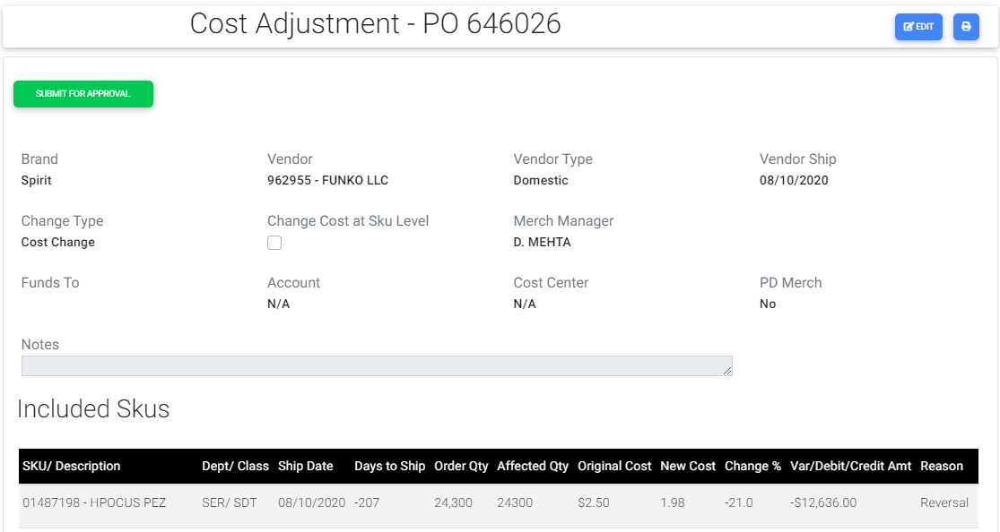 Cost Adjustment - PO 646026
EDIT
SUBMIT FOR APPROVAL
Brand Vendor Vendor Type Vendor Ship
Spirit 962955 - FUNKO LLC Domestic 08/10/2020
Change Type Change Cost at Sku Level Merch Manager
Cost Change D. MEHTA
Funds To Account Cost Center PD Merch
N/A N/A No
Notes
Included Skus
SKU/ Description Dept/ Class Ship Date Days to Ship Order Qty Affected Qty Original Cost New Cost Change % Var/Debit/Credit Amt Reason
01487198 - HPOCUS PEZ SER/ SDT 08/10/2020 -207 24,300 24300 $2.50 1.98 -21.0 -$12,636.00 Reversal